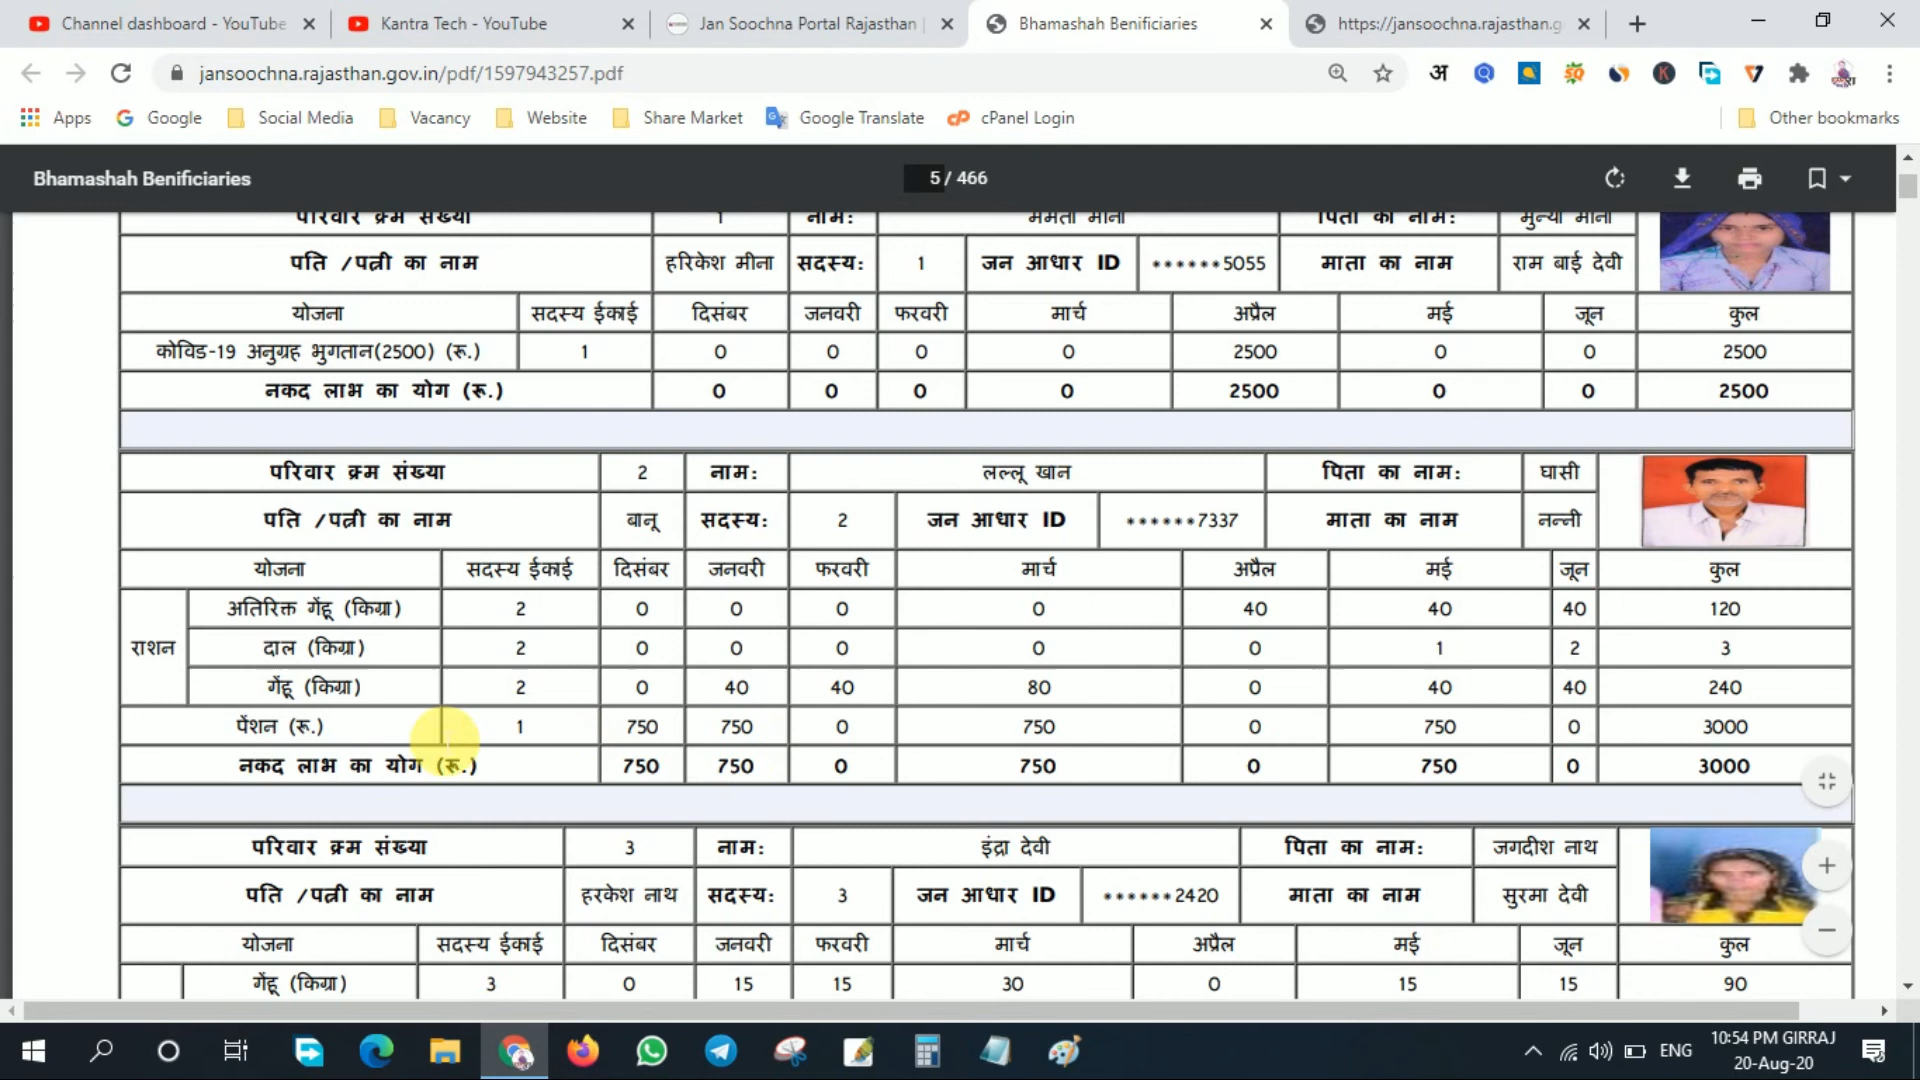 Channel dashboard - YouTube
Kantra Tech - YouTube
Jan Soochna Portal Rajasthan |
Bhamashah Benificiaries
https://jansoochna.rajasthan.g
jansoochna.rajasthan.gov.in/pdf/1597943257.pdf
Apps Google Social Media Vacancy Website Share Market Google Translate cPanel Login Other bookmarks
Bhamashah Benificiaries 5 / 466
परिवार क्रम संख्या 1 नाम: ममता मीना पिता का नाम: मुन्या मीना
पति /पत्नी का नाम हरिकेश मीना सदस्य: 1 जन आधार ID ******5055 माता का नाम राम बाई देवी
योजना सदस्य ईकाई दिसंबर जनवरी फरवरी मार्च अप्रैल मई जून कुल
कोविड-19 अनुग्रह भुगतान(2500) (रू.) 1 0 0 0 0 2500 0 0 2500
नकद लाभ का योग (रू.) 0 0 0 0 2500 0 0 2500
परिवार क्रम संख्या 2 नाम: लल्लू खान पिता का नाम: घासी
पति /पत्नी का नाम बानू सदस्य: 2 जन आधार ID ******7337 माता का नाम नन्नी
योजना सदस्य ईकाई दिसंबर जनवरी फरवरी मार्च अप्रैल मई जून कुल
राशन
अतिरिक्त गेंहू (किग्रा) 2 0 0 0 0 40 40 40 120
दाल (किग्रा) 2 0 0 0 0 0 1 2 3
गेंहू (किग्रा) 2 0 40 40 80 0 40 40 240
पेंशन (रू.) 1 750 750 0 750 0 750 0 3000
नकद लाभ का योग (रू.) 750 750 0 750 0 750 0 3000
परिवार क्रम संख्या 3 नाम: इंद्रा देवी पिता का नाम: जगदीश नाथ
पति /पत्नी का नाम हरकेश नाथ सदस्य: 3 जन आधार ID ******2420 माता का नाम सुरमा देवी
योजना सदस्य ईकाई दिसंबर जनवरी फरवरी मार्च अप्रैल मई जून कुल
गेंहू (किग्रा) 3 0 15 15 30 0 15 15 90
ENG
10:54 PM GIRRAJ
20-Aug-20